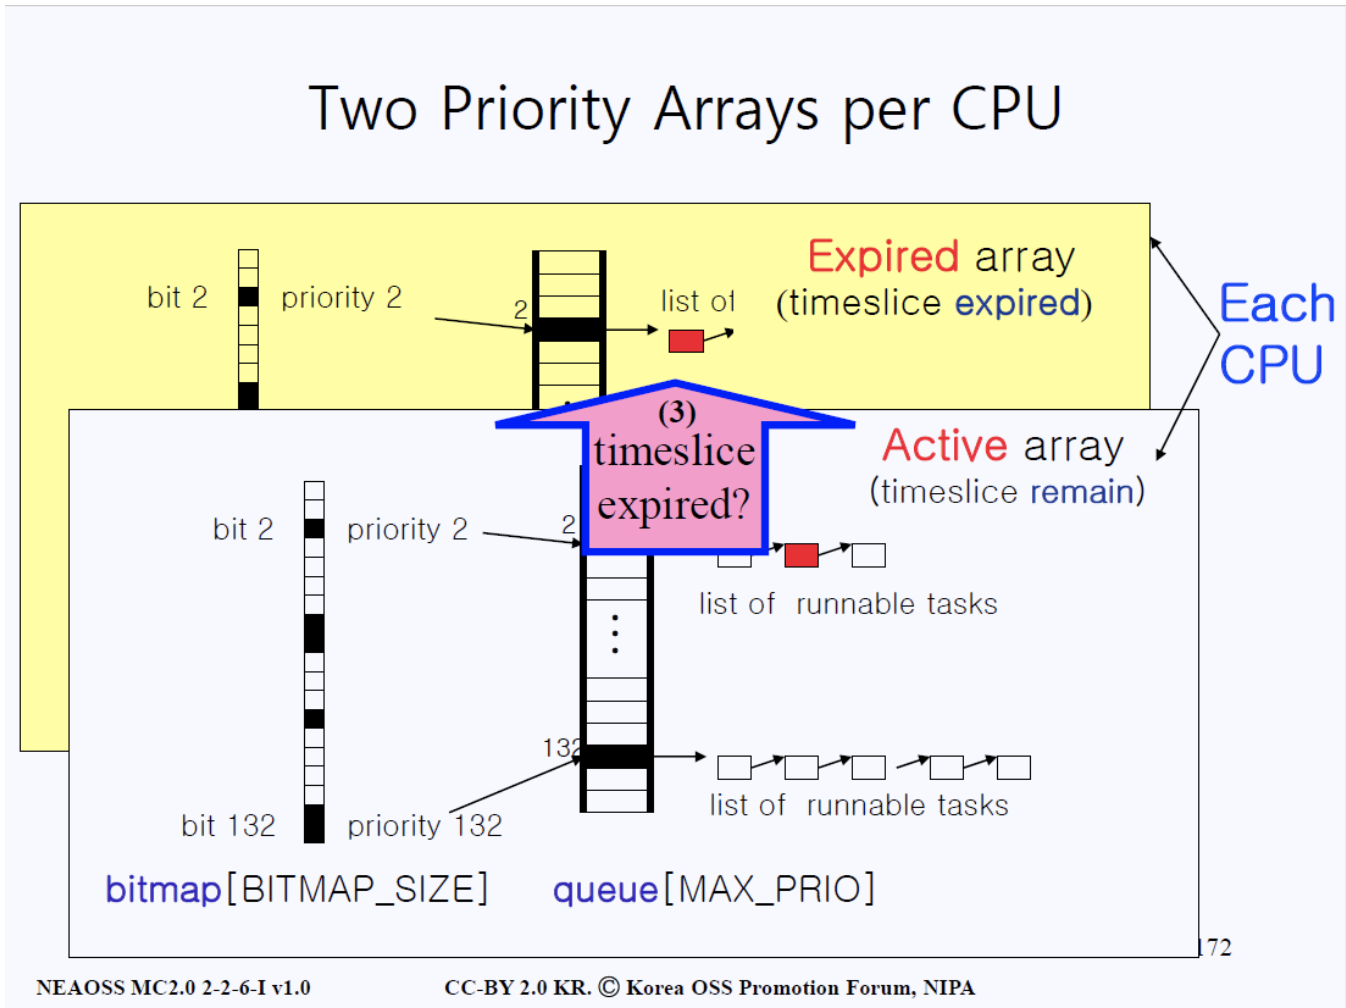 Two Priority Arrays per CPU
Expired array
(timeslice expired)
bit 2
priority 2
2
list of
Each
CPU
(3)
timeslice
expired?
Active array
(timeslice remain)
bit 2
priority 2
2
list of runnable tasks
132
list of runnable tasks
bit 132
priority 132
bitmap[BITMAP_SIZE]
queue[MAX_PRIO]
172
NEAOSS MC2.0 2-2-6-I v1.0
CC-BY 2.0 KR. © Korea OSS Promotion Forum, NIPA